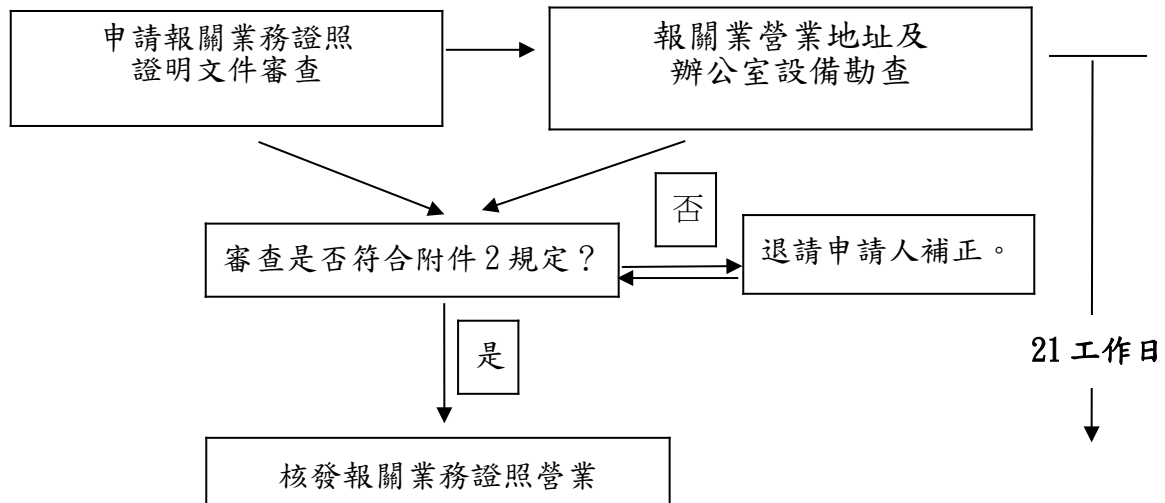 申請報關業務證照
證明文件審查
報關業營業地址及
辦公室設備勘查
否
審查是否符合附件2規定？
退請申請人補正。
是
21工作日
核發報關業務證照營業